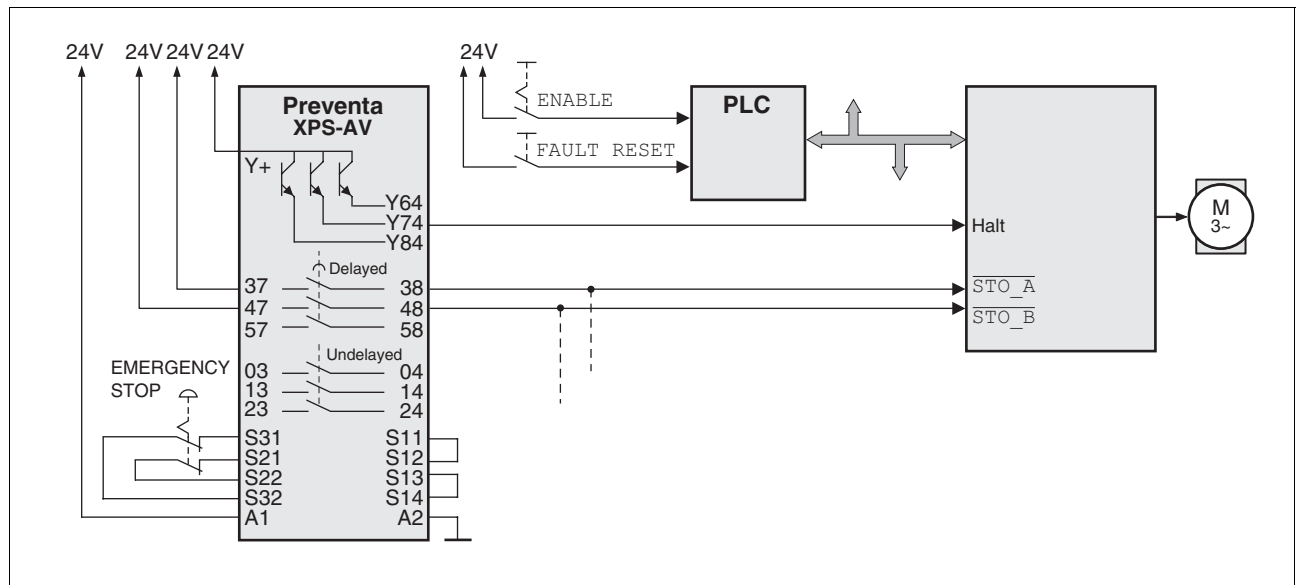 24V
24V
24V
24V
24V
Preventa
XPS-AV
Y+
Y64
Y74
Y84
Delayed
37
38
47
48
57
58
Undelayed
03
04
13
14
23
24
EMERGENCY
STOP
S31
S11
S21
S12
S22
S13
S32
S14
A1
A2
ENABLE
FAULT RESET
PLC
Halt
STO_A
STO_B
M
3~